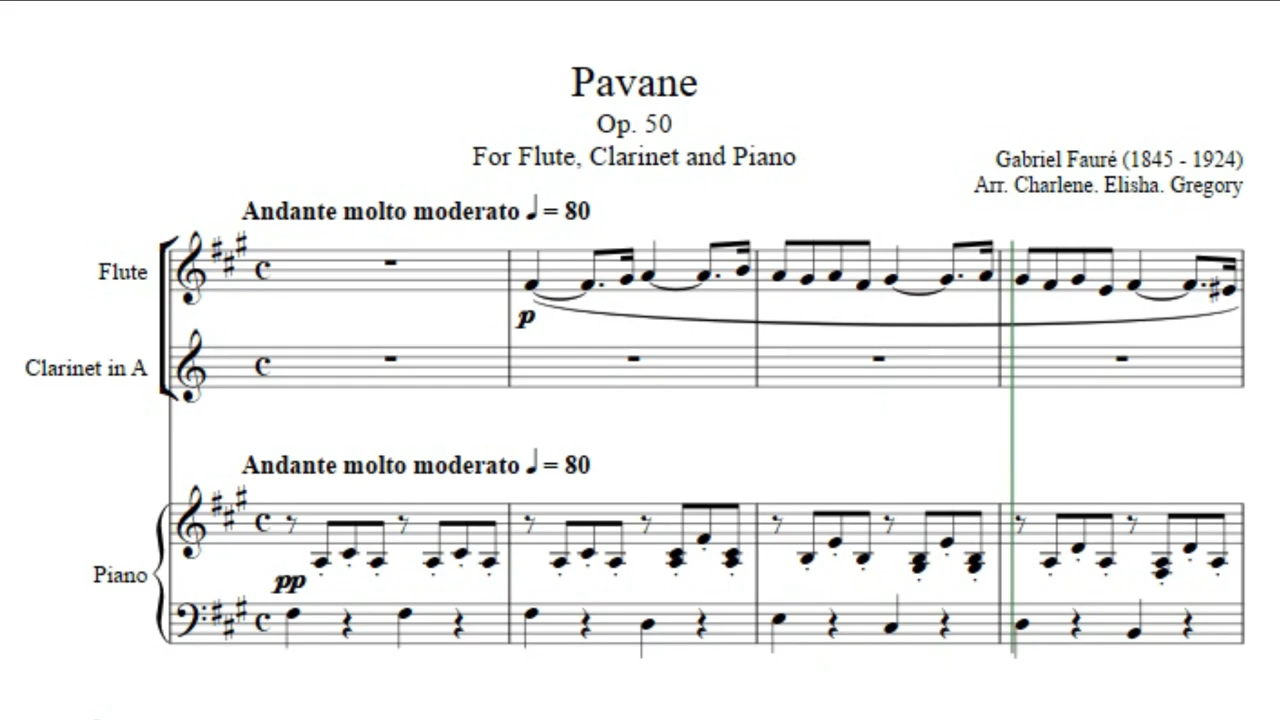 Pavane
Op. 50
For Flute, Clarinet and Piano
Gabriel Fauré (1845 - 1924)
Arr. Charlene. Elisha. Gregory
Andante molto moderato ♩ = 80
Flute
p
Clarinet in A
Andante molto moderato ♩ = 80
Piano
pp